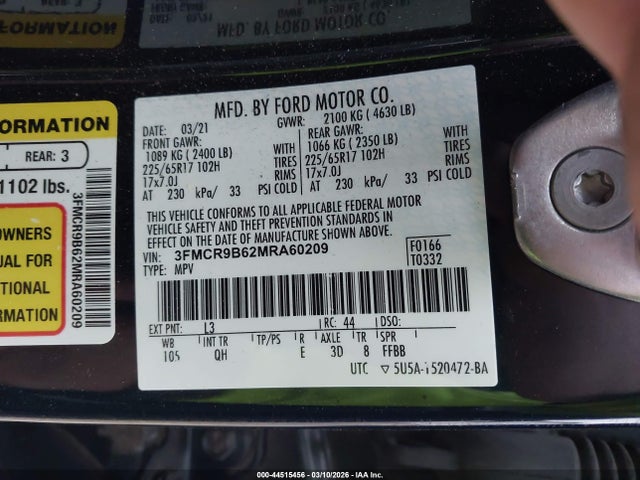 MFD. BY FORD MOTOR CO.
DATE: 03/21 GVWR: 2100 KG ( 4630 LB)
FRONT GAWR: REAR GAWR:
1089 KG ( 2400 LB) WITH 1066 KG ( 2350 LB) WITH
225/65R17 102H TIRES 225/65R17 102H TIRES
17x7.0J RIMS 17x7.0J RIMS
AT 230 kPa/ 33 PSI COLD AT 230 kPa/ 33 PSI COLD
THIS VEHICLE CONFORMS TO ALL APPLICABLE FEDERAL MOTOR
VEHICLE SAFETY AND THEFT PREVENTION STANDARDS IN
EFFECT ON THE DATE OF MANUFACTURE SHOWN ABOVE.
VIN: 3FMCR9B62MRA60209 F0166
TYPE: MPV T0332
EXT PNT: L3 RC: 44 DSO:
WB INT TR TP/PS R AXLE TR SPR
105 QH E 3D 8 FFBB
UTC 5U5A-1520472-BA
ORMATION
REAR: 3
1102 lbs.
OWNERS
UAL FOR
ITIONAL
RMATION
3FMCR9B62MRA60209
000-44515456 - 03/10/2026 - IAA Inc.